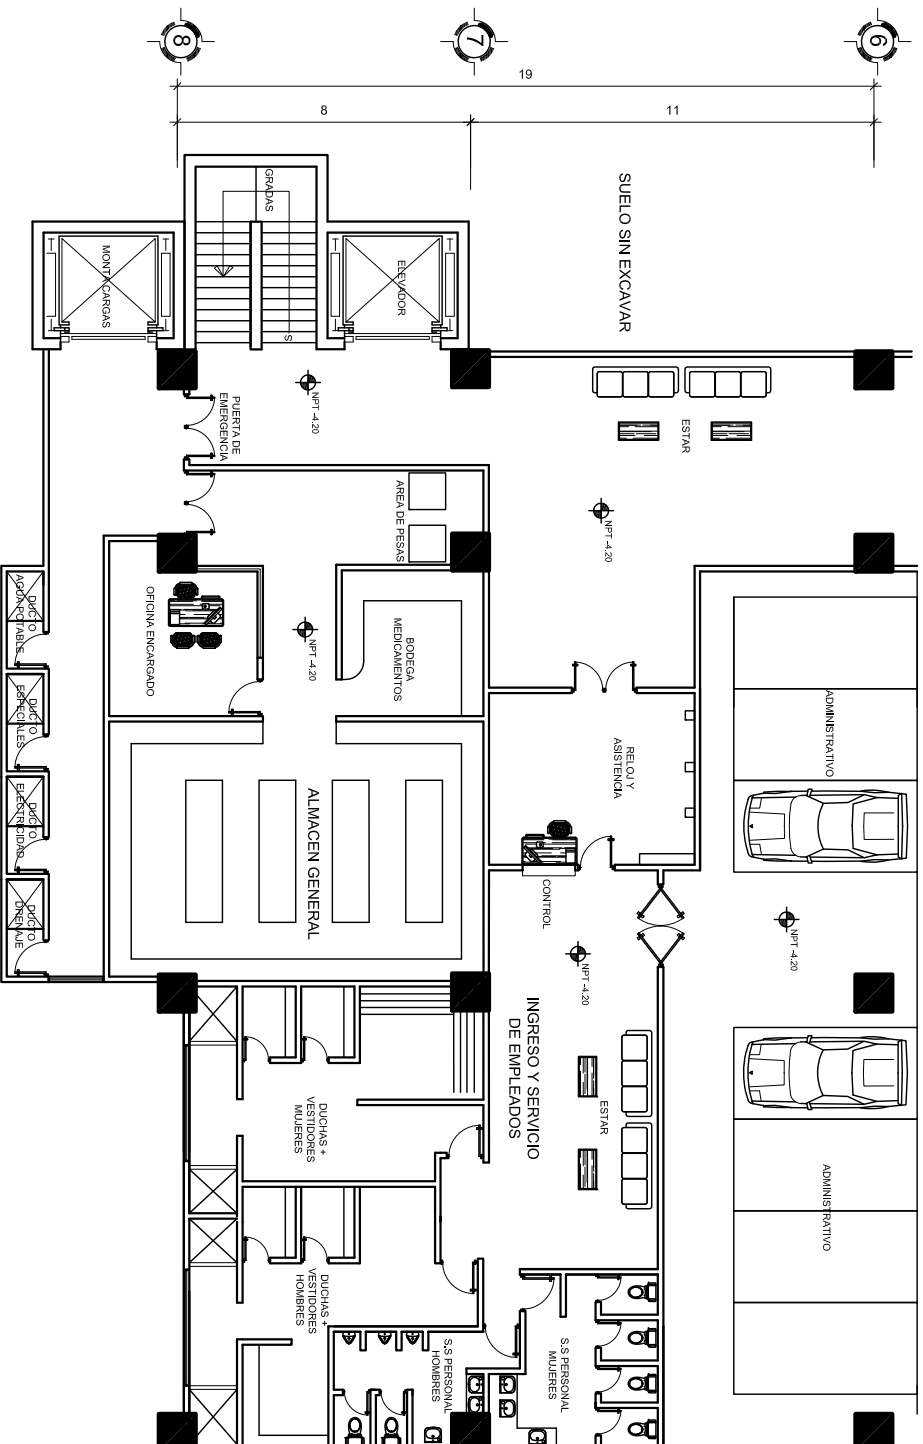 8
7
6
19
8
11
SUELO SIN EXCAVAR
GRADAS
S
MONTA CARGAS
ELEVADOR
NPT -4.20
PUERTA DE
EMERGENCIA
ESTAR
AREA DE PESAS
NPT -4.20
DUCTO
AGUA POTABLE
OFICINA ENCARGADO
NPT -4.20
BODEGA
MEDICAMENTOS
DUCTO
ESPECIALES
RELOJ Y
ASISTENCIA
ADMINISTRATIVO
DUCTO
ELECTRICIDAD
ALMACEN GENERAL
CONTROL
DUCTO
DRENAJE
NPT -4.20
NPT -4.20
INGRESO Y SERVICIO
DE EMPLEADOS
ESTAR
DUCHAS +
VESTIDORES
MUJERES
ADMINISTRATIVO
DUCHAS +
VESTIDORES
HOMBRES
S.S PERSONAL
HOMBRES
S.S PERSONAL
MUJERES